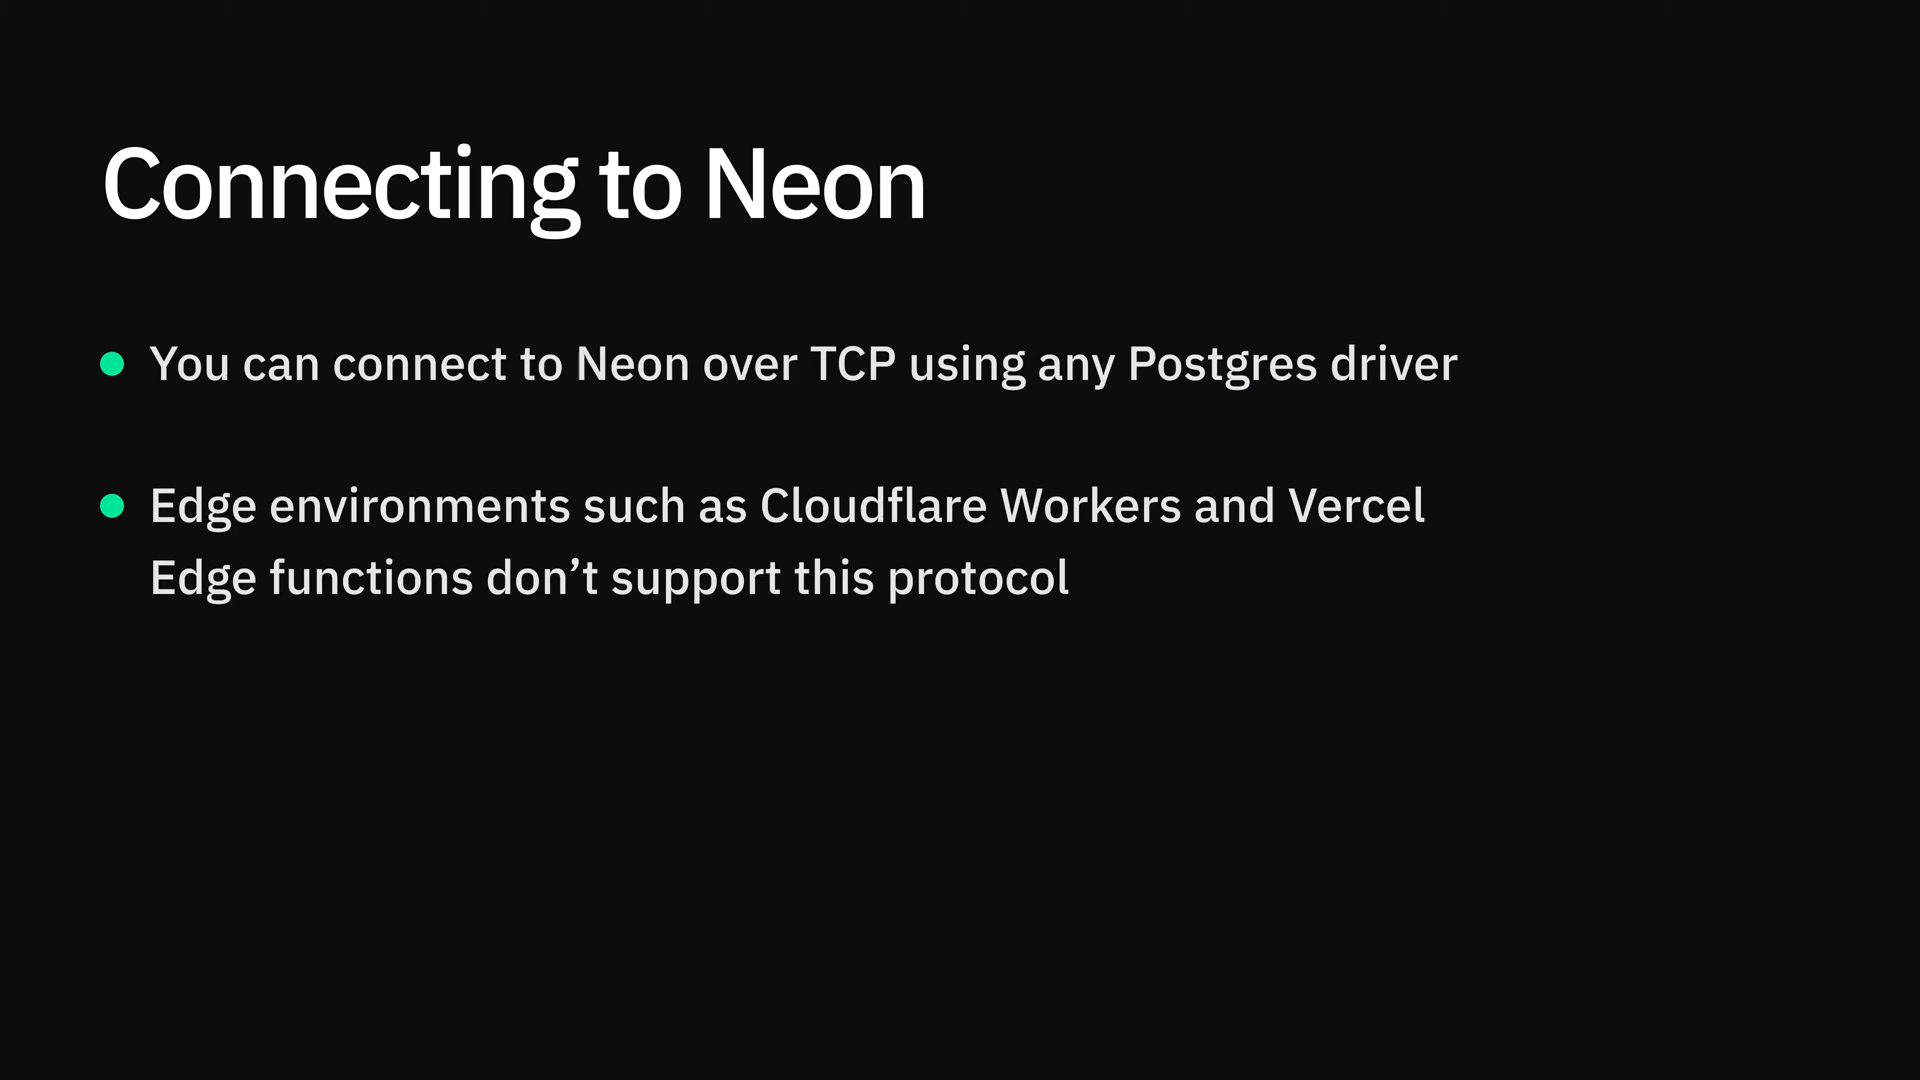 Connecting to Neon
You can connect to Neon over TCP using any Postgres driver
Edge environments such as Cloudflare Workers and Vercel
Edge functions don’t support this protocol